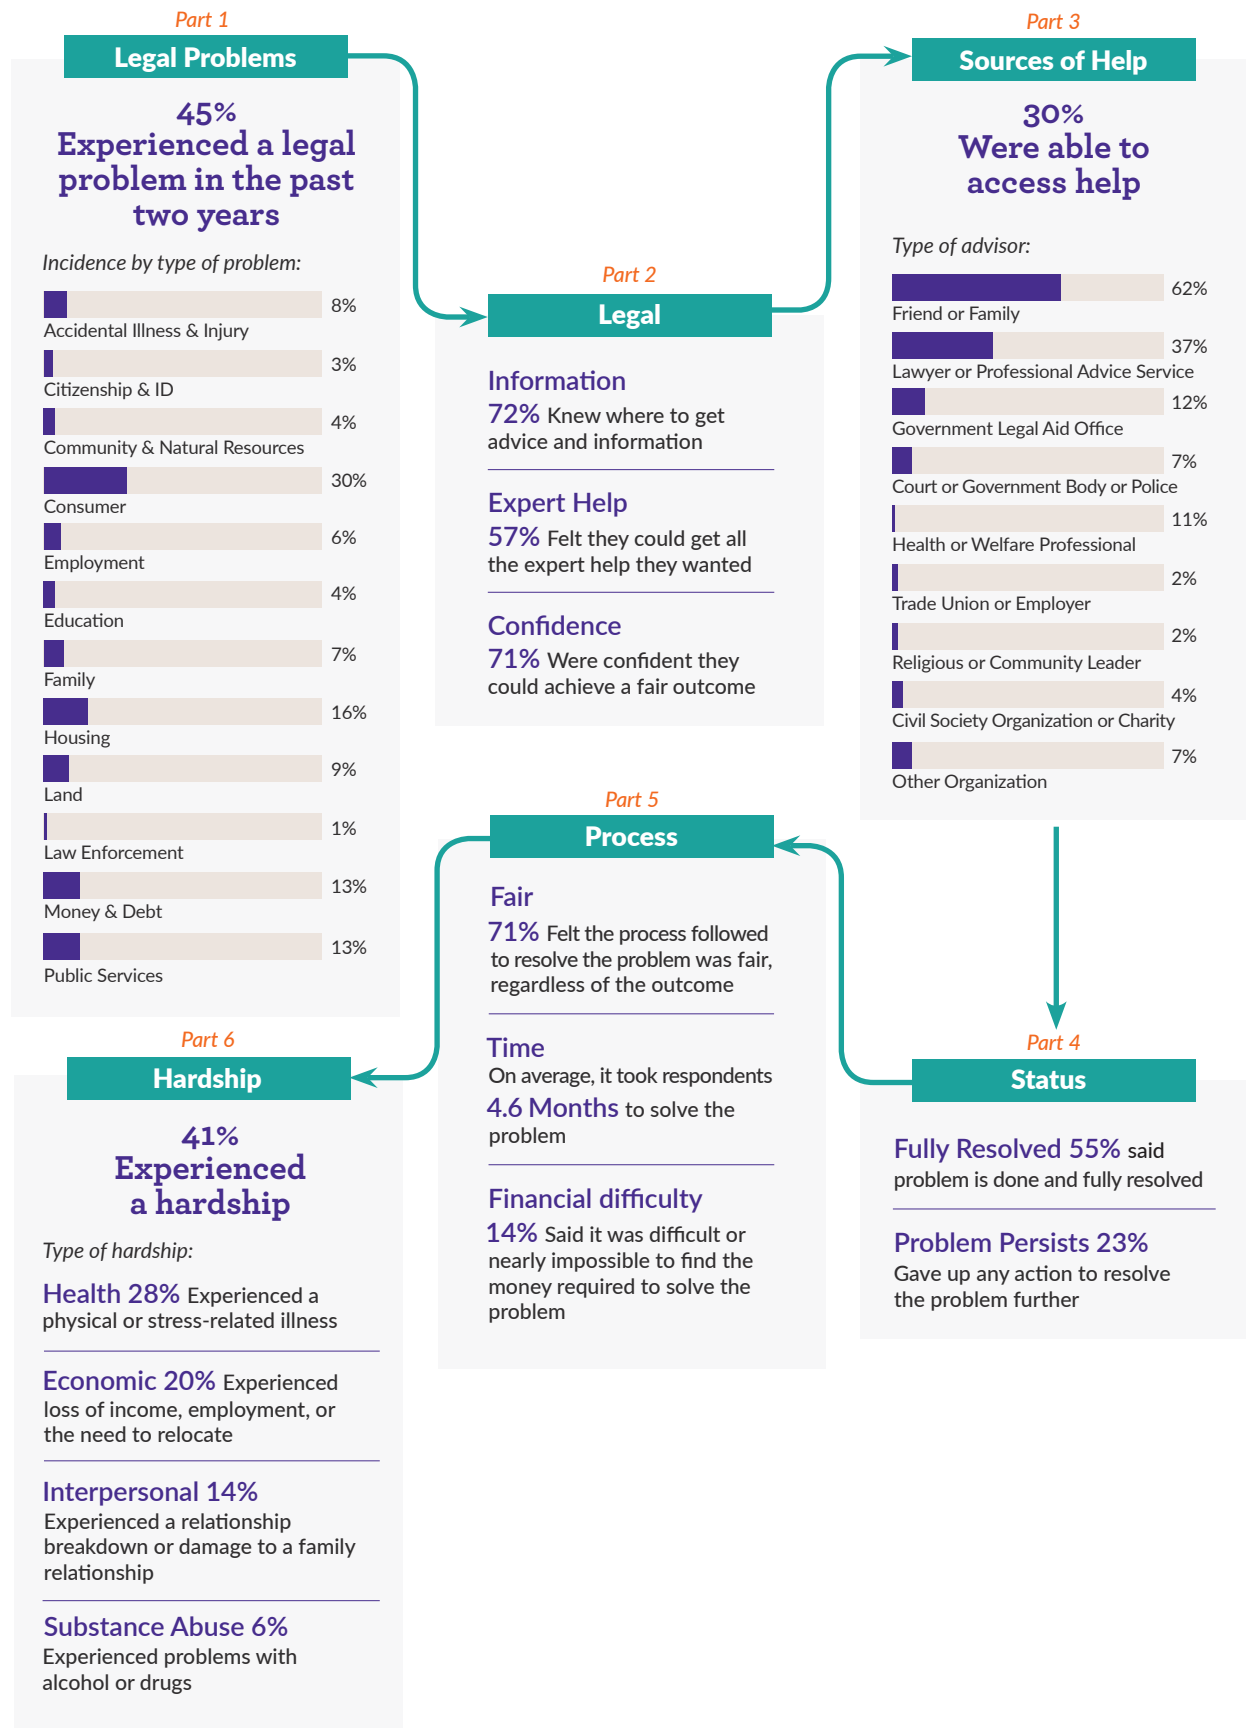 Part 1
Legal Problems
45%
Experienced a legal
problem in the past
two years
Incidence by type of problem:
8%
Accidental Illness & Injury
3%
Citizenship & ID
4%
Community & Natural Resources
30%
Consumer
6%
Employment
4%
Education
7%
Family
16%
Housing
9%
Land
1%
Law Enforcement
13%
Money & Debt
13%
Public Services
Part 2
Legal
Information
72% Knew where to get
advice and information
Expert Help
57% Felt they could get all
the expert help they wanted
Confidence
71% Were confident they
could achieve a fair outcome
Part 3
Sources of Help
30%
Were able to
access help
Type of advisor:
62%
Friend or Family
37%
Lawyer or Professional Advice Service
12%
Government Legal Aid Office
7%
Court or Government Body or Police
11%
Health or Welfare Professional
2%
Trade Union or Employer
2%
Religious or Community Leader
4%
Civil Society Organization or Charity
7%
Other Organization
Part 4
Status
Fully Resolved 55% said
problem is done and fully resolved
Problem Persists 23%
Gave up any action to resolve
the problem further
Part 5
Process
Fair
71% Felt the process followed
to resolve the problem was fair,
regardless of the outcome
Time
On average, it took respondents
4.6 Months to solve the
problem
Financial difficulty
14% Said it was difficult or
nearly impossible to find the
money required to solve the
problem
Part 6
Hardship
41%
Experienced
a hardship
Type of hardship:
Health 28% Experienced a
physical or stress-related illness
Economic 20% Experienced
loss of income, employment, or
the need to relocate
Interpersonal 14%
Experienced a relationship
breakdown or damage to a family
relationship
Substance Abuse 6%
Experienced problems with
alcohol or drugs